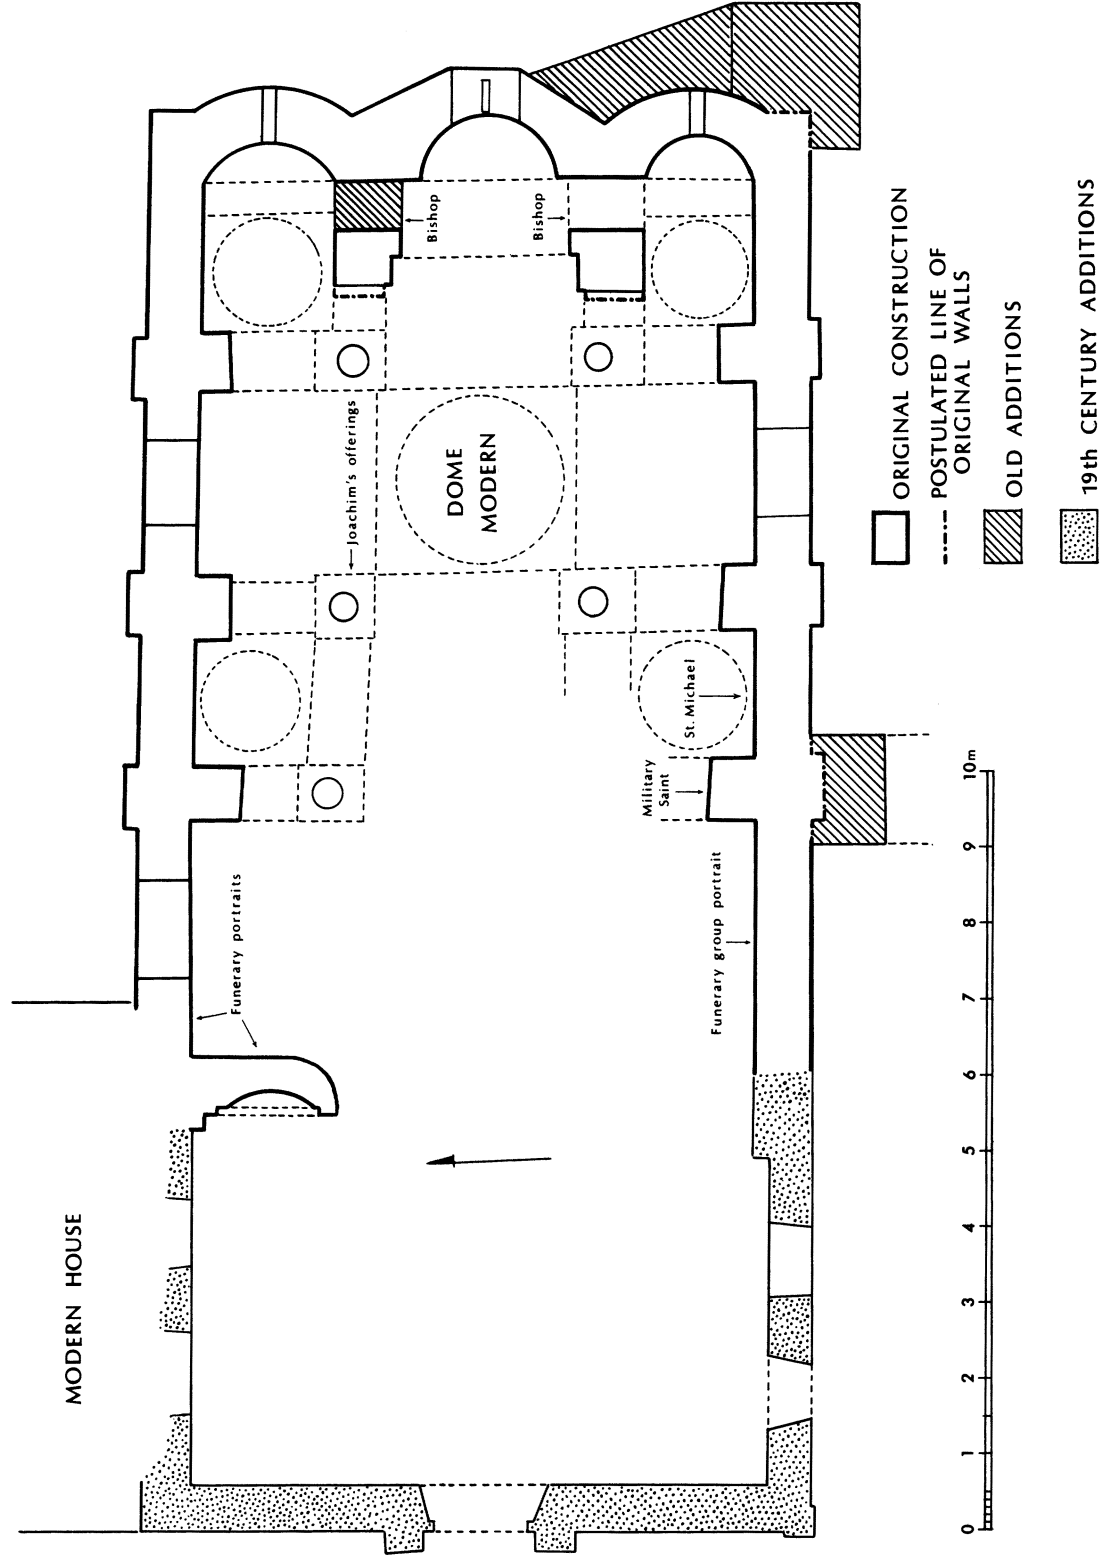 MODERN HOUSE
Funerary portraits
Joachim's offerings
Bishop
Bishop
DOME
MODERN
St. Michael
Military
Saint
Funerary group portrait
ORIGINAL CONSTRUCTION
POSTULATED LINE OF
ORIGINAL WALLS
OLD ADDITIONS
19th CENTURY ADDITIONS
0 1 2 3 4 5 6 7 8 9 10m